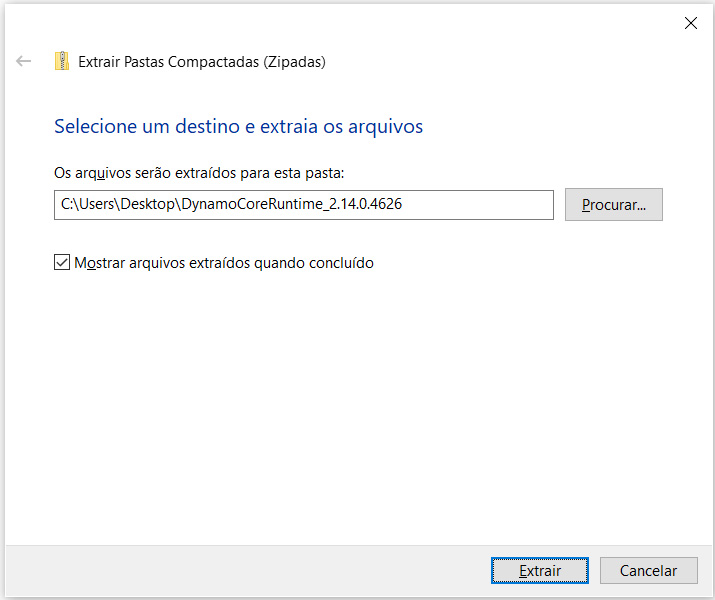 Extrair Pastas Compactadas (Zipadas)
Selecione um destino e extraia os arquivos
Os arquivos serão extraídos para esta pasta:
C:\Users\Desktop\DynamoCoreRuntime_2.14.0.4626
Procurar...
Mostrar arquivos extraídos quando concluído
Extrair
Cancelar